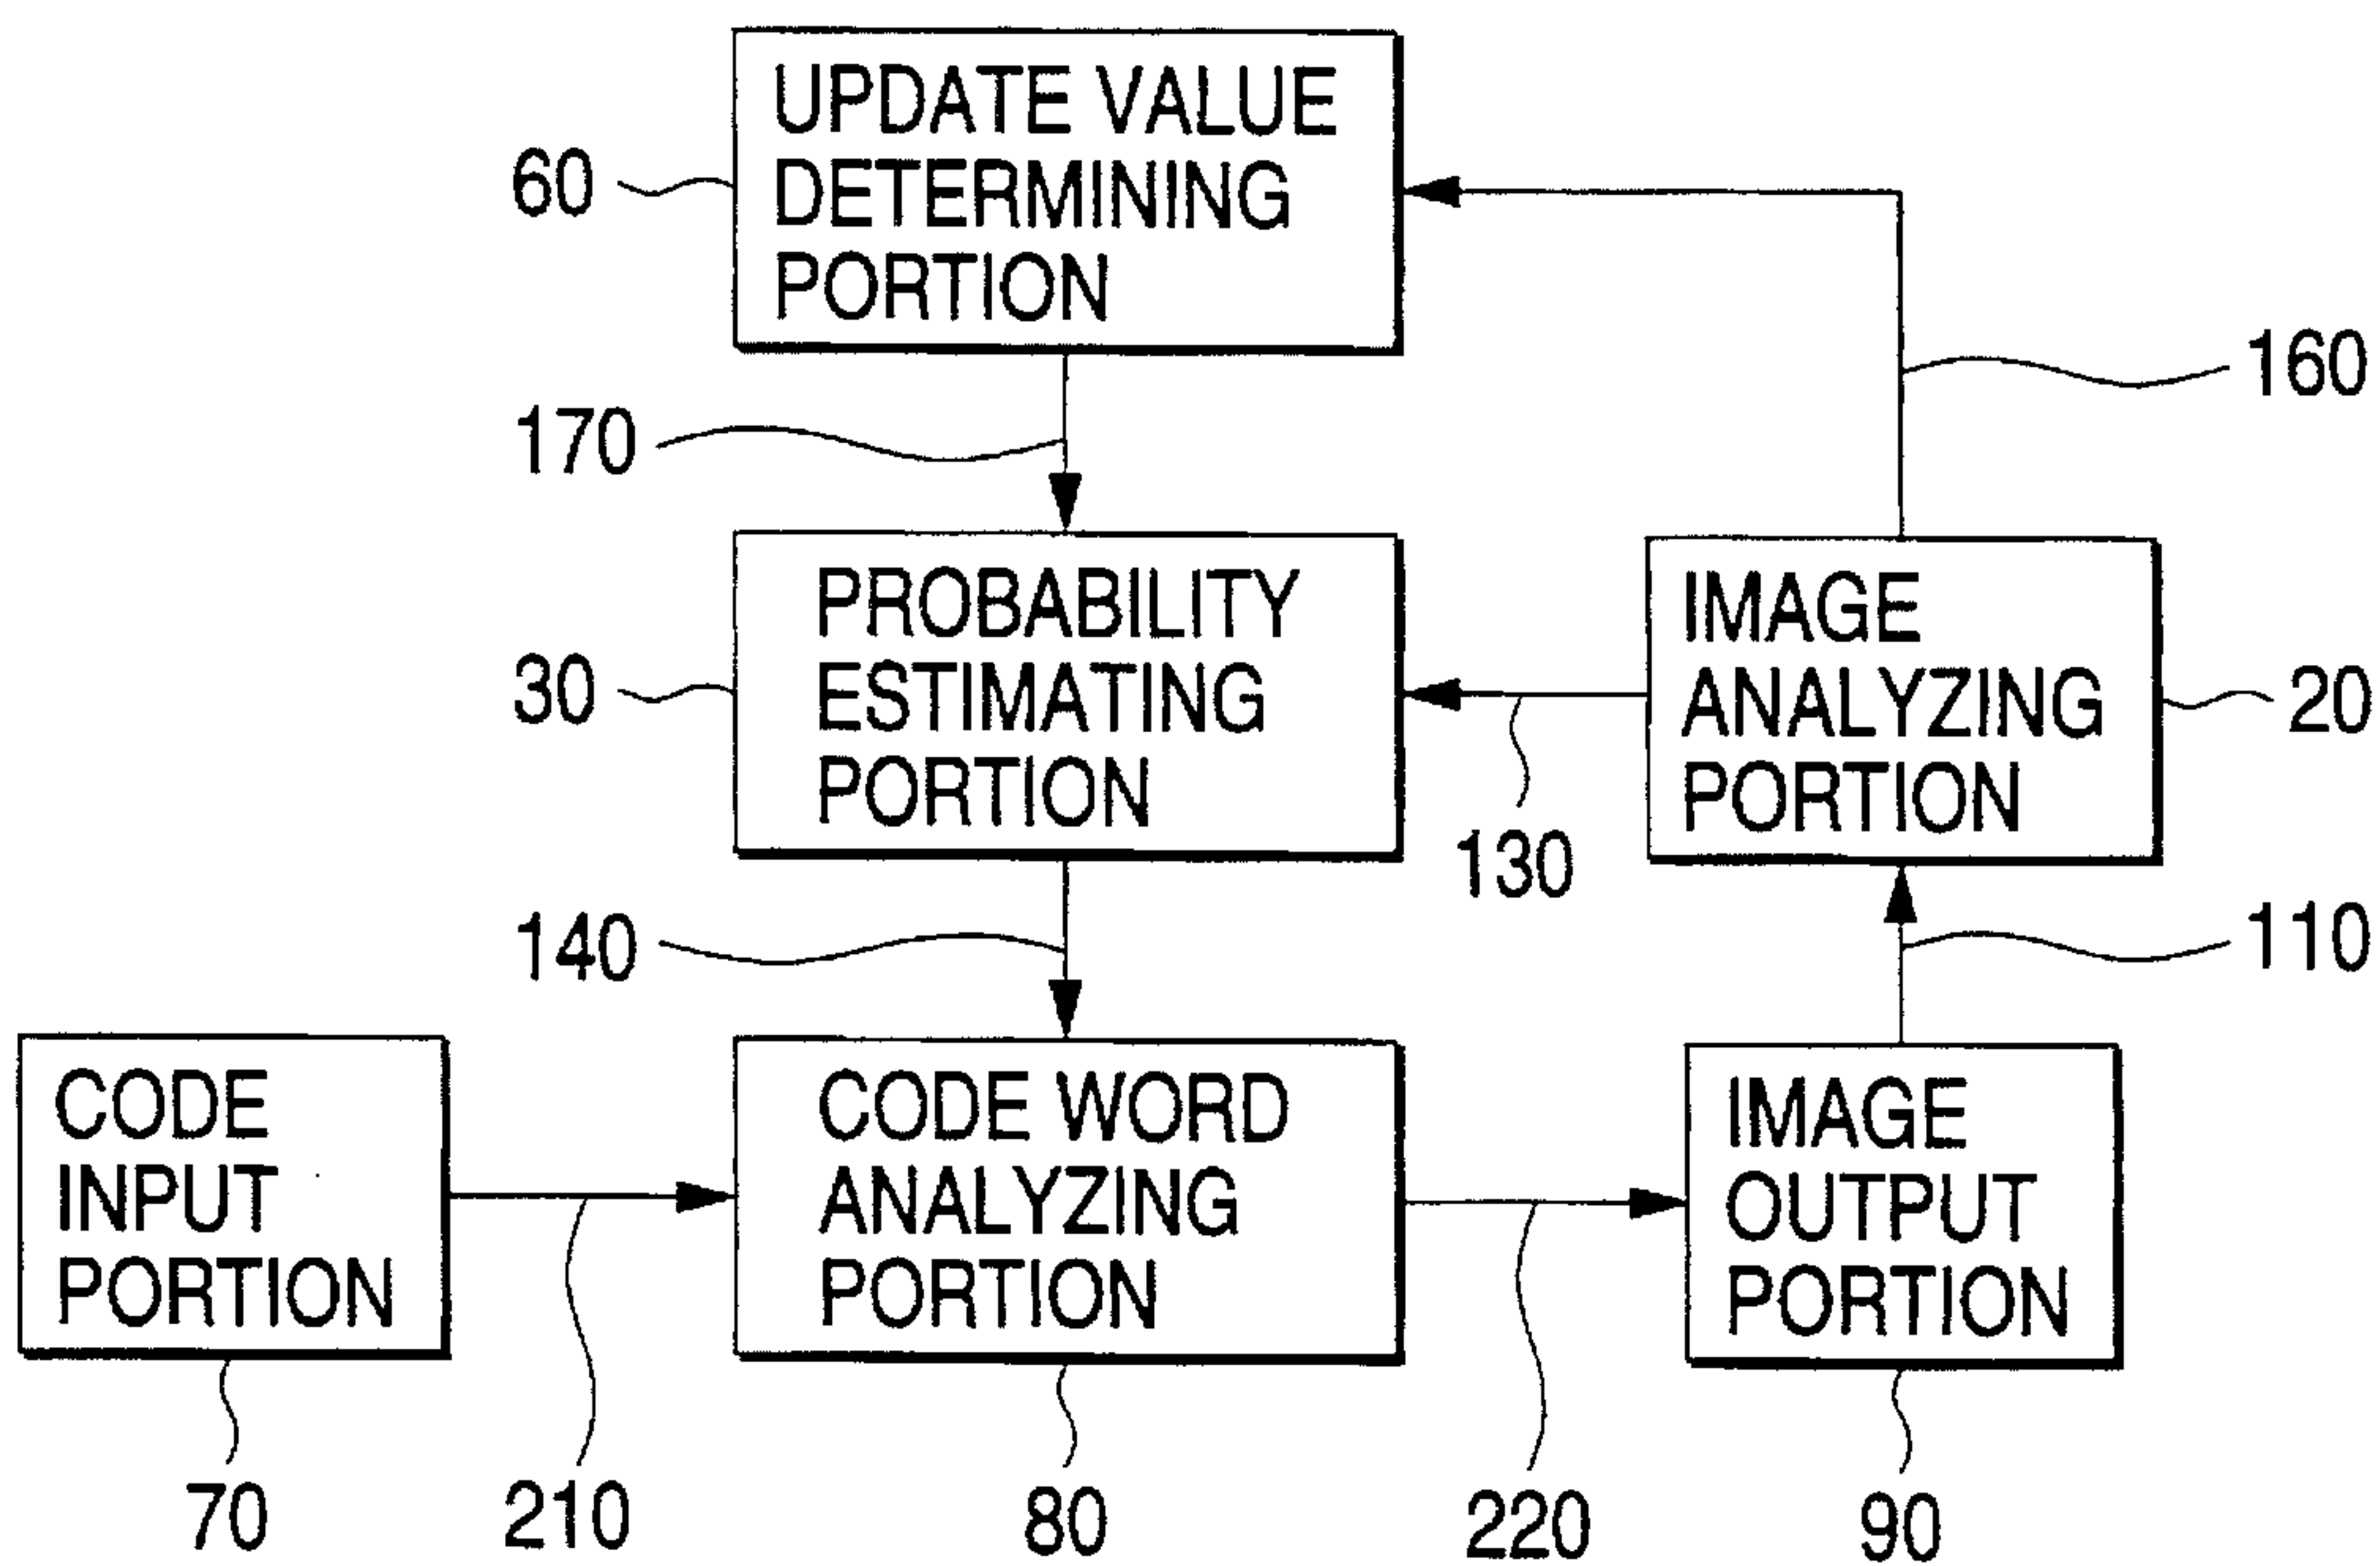 UPDATE VALUE
DETERMINING
PORTION
60
160
170
PROBABILITY
ESTIMATING
PORTION
30
IMAGE
ANALYZING
PORTION
20
130
140
110
CODE
INPUT
PORTION
CODE WORD
ANALYZING
PORTION
IMAGE
OUTPUT
PORTION
70
210
80
220
90